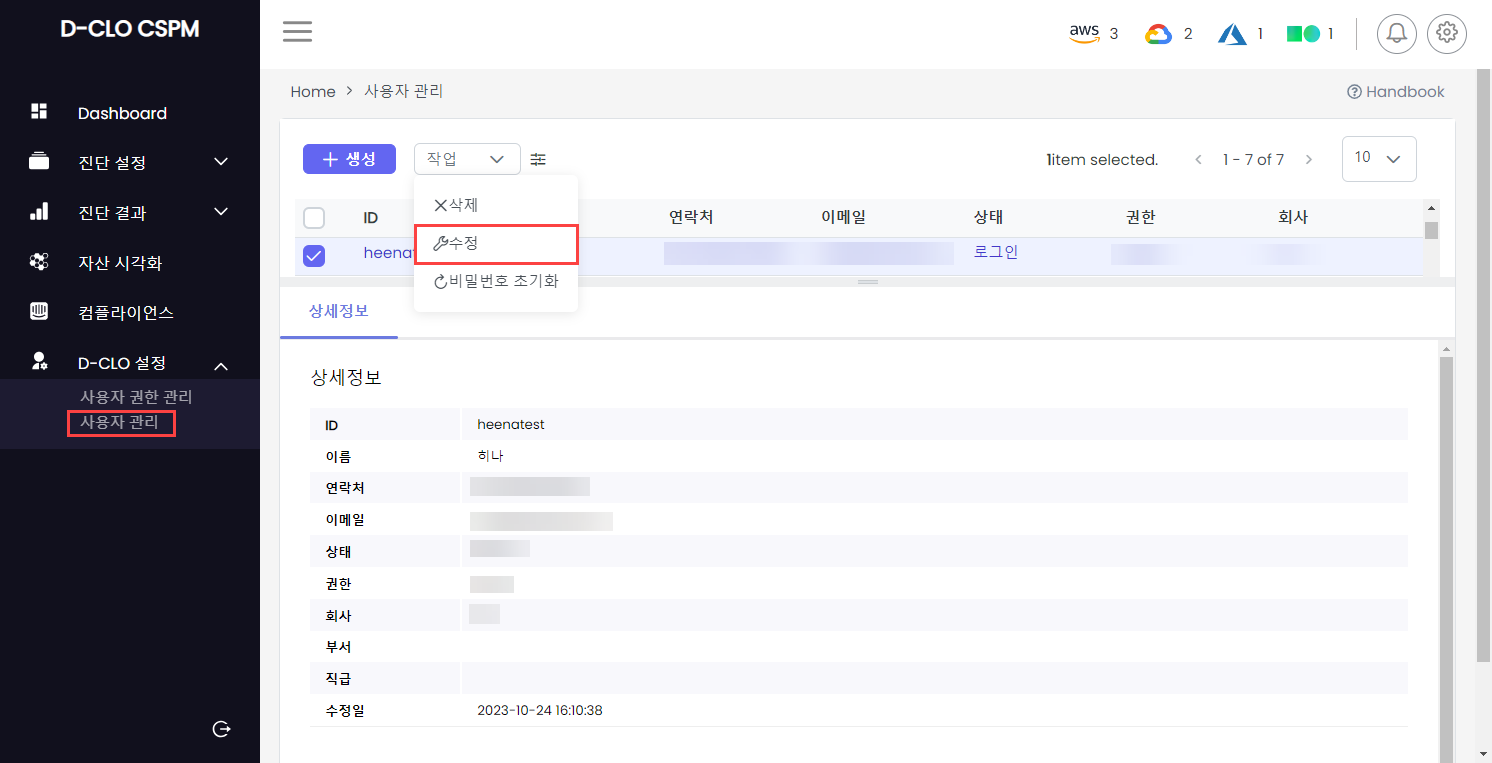 D-CLO CSPM
Dashboard
진단 설정
진단 결과
자산 시각화
컴플라이언스
D-CLO 설정
사용자 권한 관리
사용자 관리
aws 3 2 1 1
Home > 사용자 관리
Handbook
+ 생성 작업
1item selected. < 1 - 7 of 7 > 10
삭제
수정
비밀번호 초기화
ID 연락처 이메일 상태 권한 회사
로그인
상세정보
상세정보
ID heenatest
이름 히나
연락처
이메일
상태
권한
회사
부서
직급
수정일 2023-10-24 16:10:38